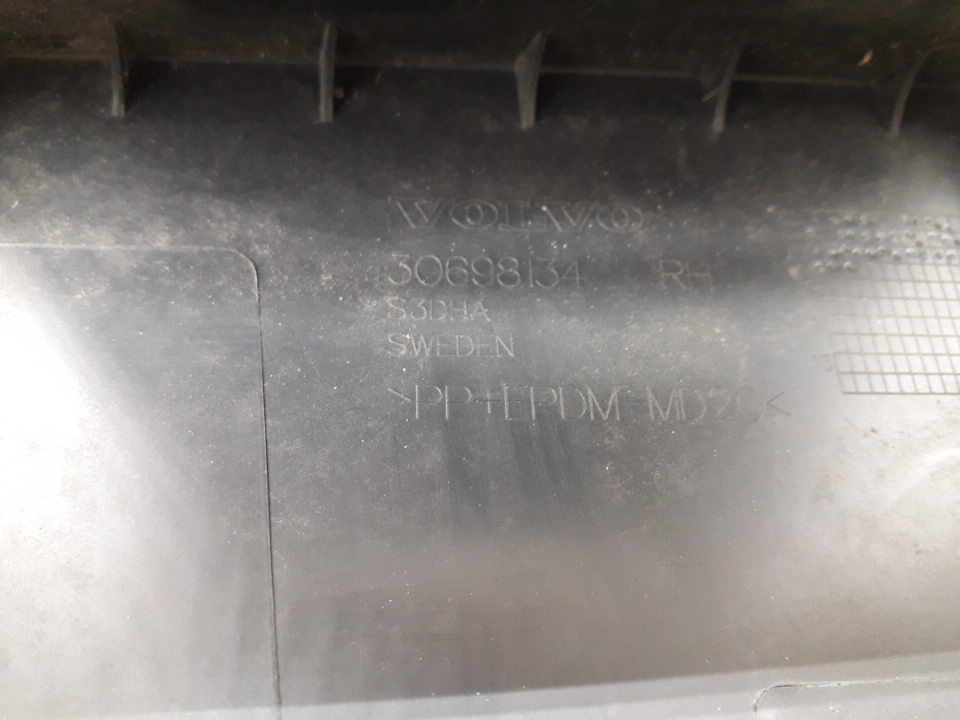 VOLVO
30698134 RH
S3DHA
SWEDEN
>PP+EPDM-MD20<